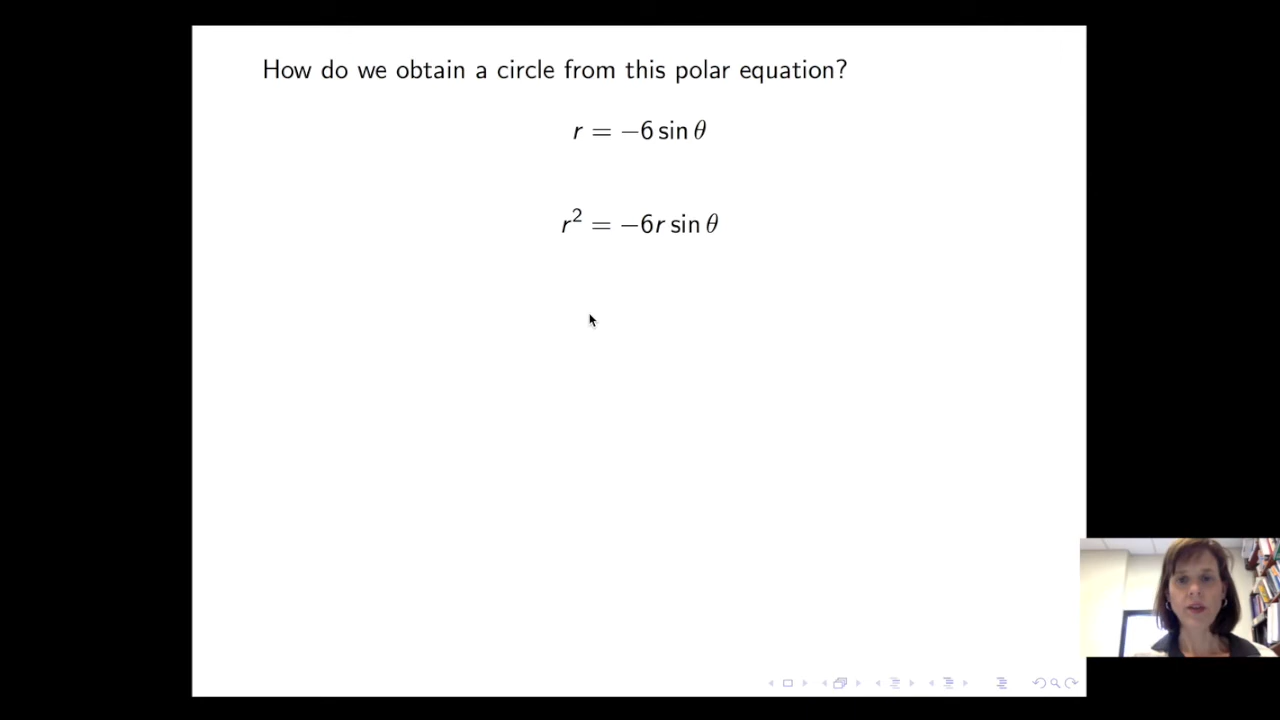 How do we obtain a circle from this polar equation?
r = −6 sin θ
r² = −6r sin θ